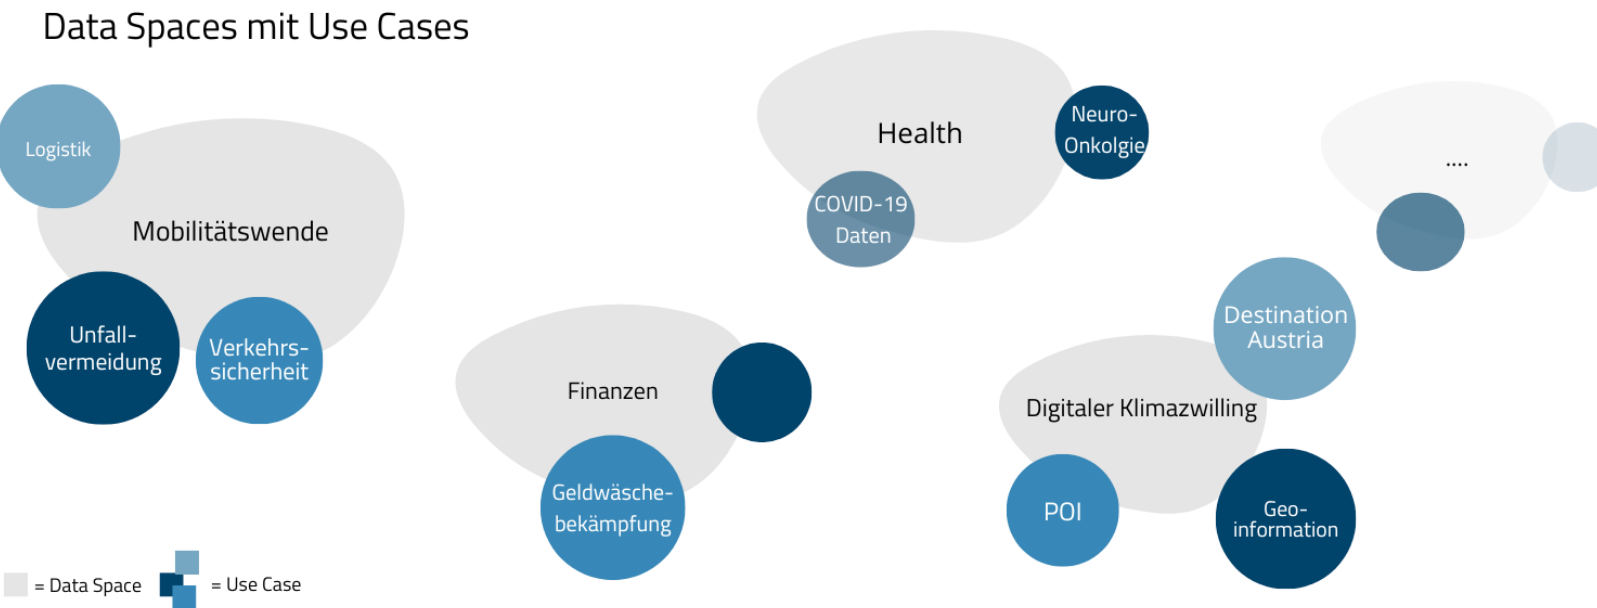 Data Spaces mit Use Cases
Logistik
Mobilitätswende
Unfall-
vermeidung
Verkehrs-
sicherheit
Health
Neuro-
Onkolgie
COVID-19
Daten
....
Finanzen
Geldwäsche-
bekämpfung
Destination
Austria
Digitaler Klimazwilling
POI
Geo-
information
= Data Space
= Use Case